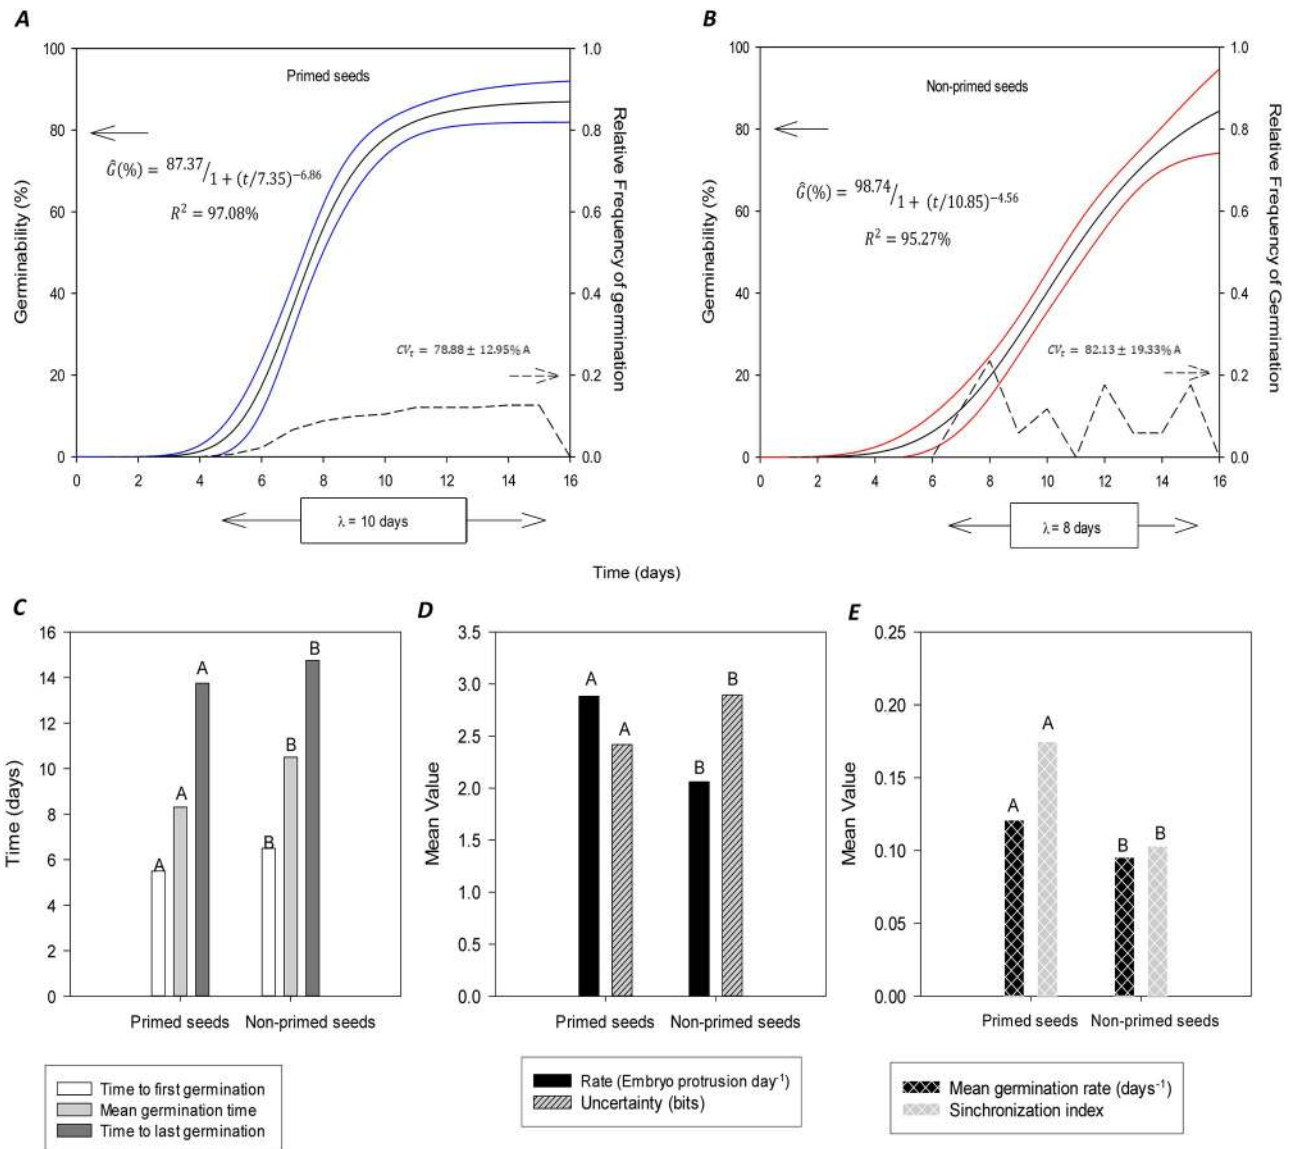 A
Primed seeds
Germinability (%)
100
80
60
40
20
0
Ĝ(%) = 87.37/1 + (t/7.35)^−6.86
R² = 97.08%
CVt = 78.88 ± 12.95% A
1.0
0.8
0.6
0.4
0.2
0.0
Relative Frequency of germination
0 2 4 6 8 10 12 14 16
λ = 10 days
B
Non-primed seeds
Germinability (%)
100
80
60
40
20
0
Ĝ(%) = 98.74/1 + (t/10.85)^−4.56
R² = 95.27%
CVt = 82.13 ± 19.33% A
1.0
0.8
0.6
0.4
0.2
0.0
Relative Frequency of Germination
0 2 4 6 8 10 12 14 16
λ = 8 days
Time (days)
C
Time (days)
16
14
12
10
8
6
4
2
0
A A A B B B
Primed seeds Non-primed seeds
Time to first germination
Mean germination time
Time to last germination
D
Mean Value
3.5
3.0
2.5
2.0
1.5
1.0
0.5
0.0
A A B B
Primed seeds Non-primed seeds
Rate (Embryo protrusion day⁻¹)
Uncertainty (bits)
E
Mean Value
0.25
0.20
0.15
0.10
0.05
0.00
A A B B
Primed seeds Non-primed seeds
Mean germination rate (days⁻¹)
Sinchronization index